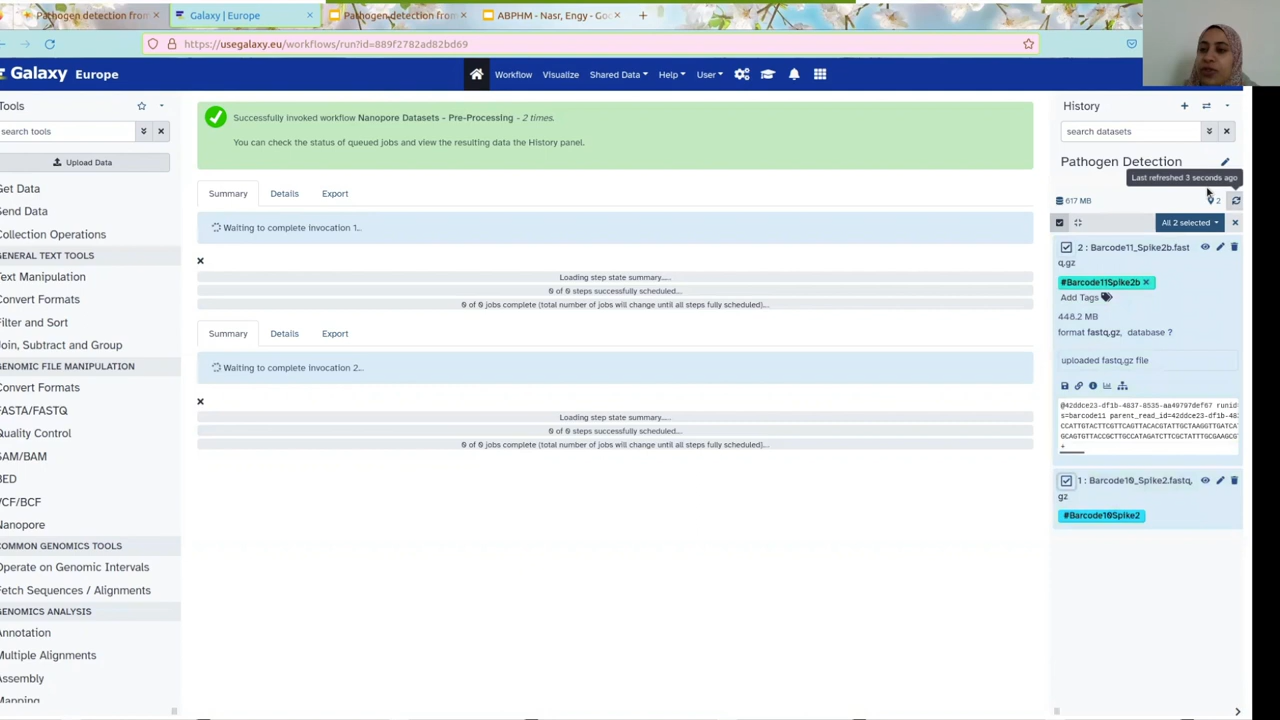 Pathogen detection from
Galaxy | Europe
Pathogen detection from
ABPHM - Nasr, Engy - Goo
https://usegalaxy.eu/workflows/run?id=889f2782ad82bd69
Galaxy Europe
Workflow
Visualize
Shared Data
Help
User
Tools
search tools
Upload Data
Get Data
Send Data
Collection Operations
GENERAL TEXT TOOLS
Text Manipulation
Convert Formats
Filter and Sort
Join, Subtract and Group
GENOMIC FILE MANIPULATION
Convert Formats
FASTA/FASTQ
Quality Control
SAM/BAM
BED
VCF/BCF
Nanopore
COMMON GENOMICS TOOLS
Operate on Genomic Intervals
Fetch Sequences / Alignments
GENOMICS ANALYSIS
Annotation
Multiple Alignments
Assembly
Mapping
Successfully invoked workflow Nanopore Datasets - Pre-Processing - 2 times.
You can check the status of queued jobs and view the resulting data the History panel.
Summary
Details
Export
Waiting to complete Invocation 1...
Loading step state summary.....
0 of 0 steps successfully scheduled...
0 of 0 jobs complete (total number of jobs will change until all steps fully scheduled)...
Summary
Details
Export
Waiting to complete Invocation 2...
Loading step state summary.....
0 of 0 steps successfully scheduled...
0 of 0 jobs complete (total number of jobs will change until all steps fully scheduled)...
History
search datasets
Pathogen Detection
Last refreshed 3 seconds ago
617 MB
2
All 2 selected
2 : Barcode11_Spike2b.fast
q.gz
#Barcode11Spike2b
Add Tags
448.2 MB
format fastq.gz, database ?
uploaded fastq.gz file
@42ddce23-df1b-4837-8535-aa49797def67 runid
s=barcode11 parent_read_id=42ddce23-df1b-48
CCATTGTACTTCGTTCAGTTACACGTATTGCTAAGGTTGATCA
GCAGTGTTACCGCTTGCCATAGATCTTCGCTATTTGCGAAGCG
+
1 : Barcode10_Spike2.fastq.
gz
#Barcode10Spike2